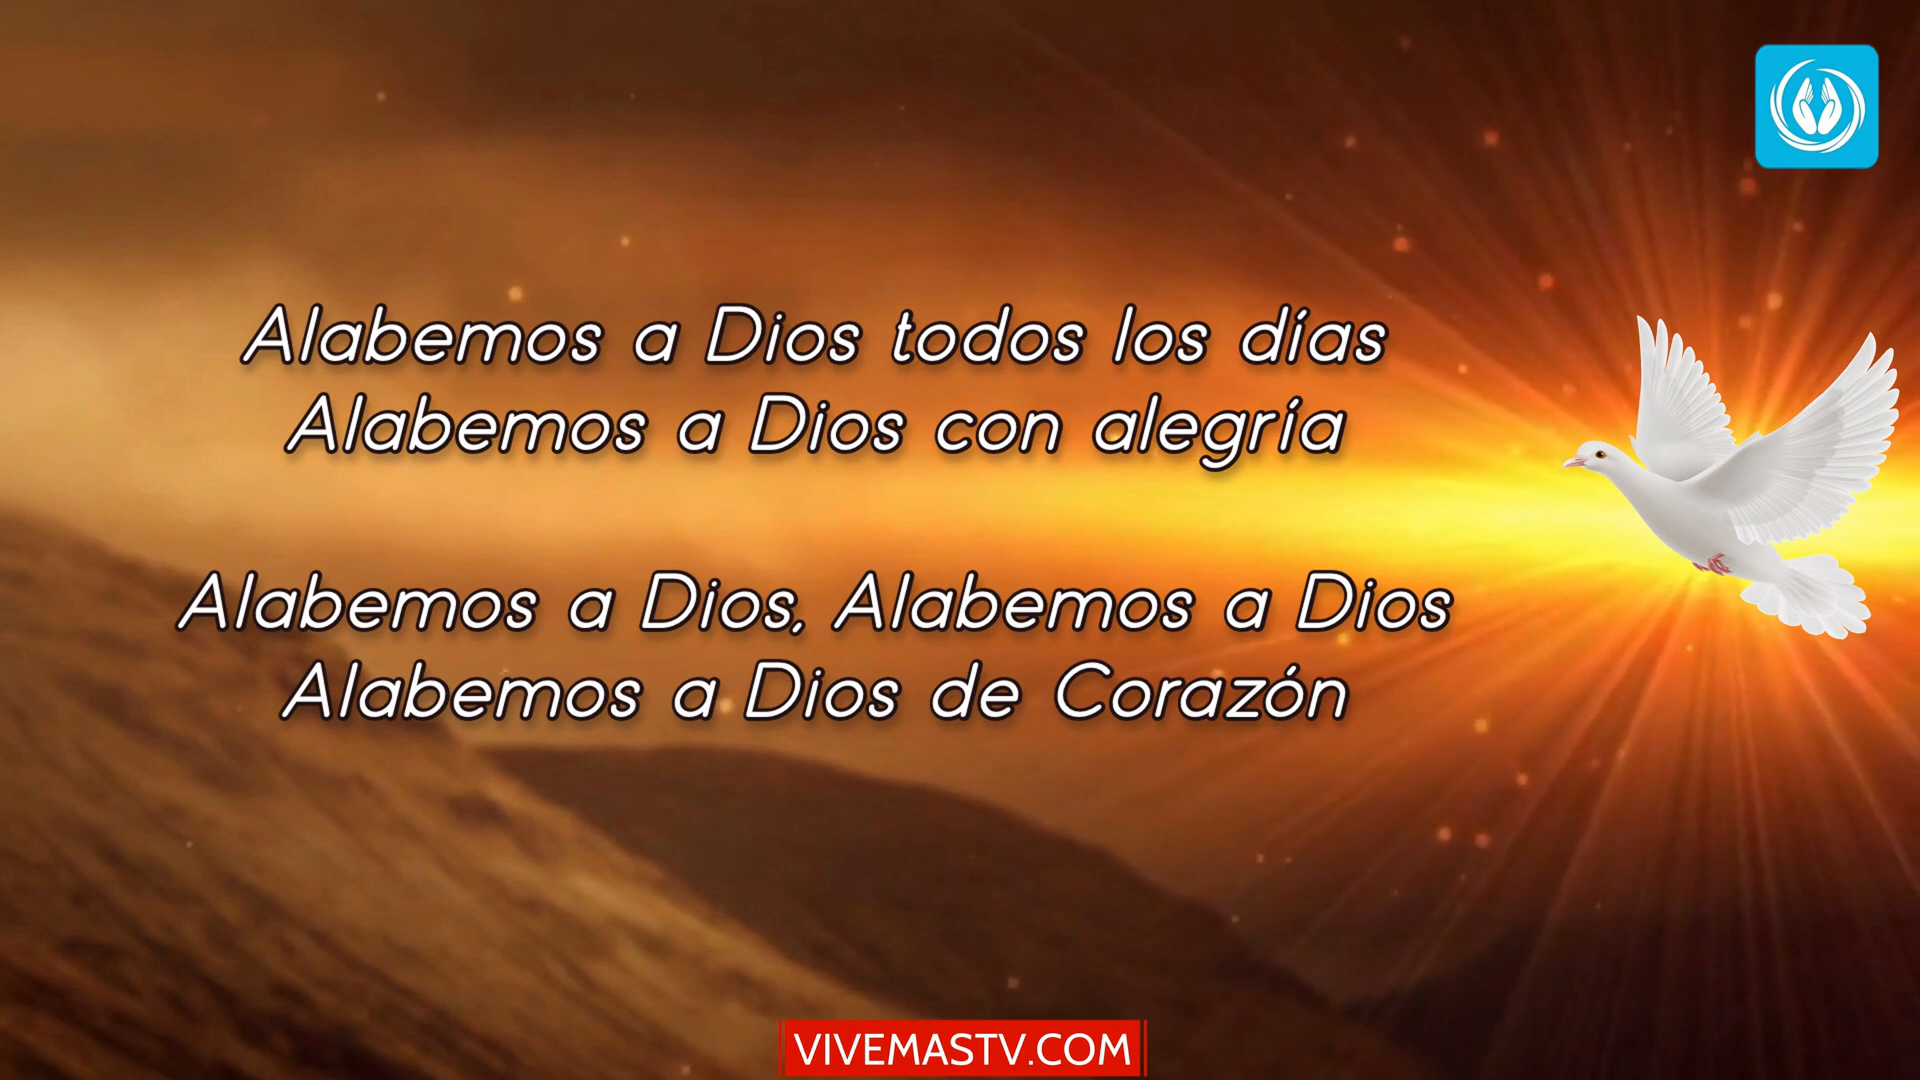 Alabemos a Dios todos los días
Alabemos a Dios con alegría
Alabemos a Dios, Alabemos a Dios
Alabemos a Dios de Corazón
VIVEMASTV.COM